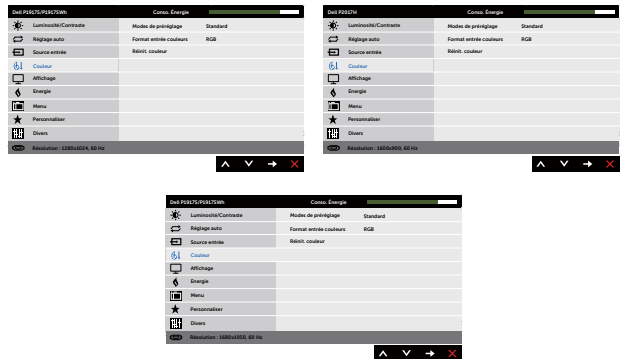 Dell P1917S/P1917SWh Conso. Énergie
Luminosité/Contraste Modes de préréglage Standard
Réglage auto Format entrée couleurs RGB
Source entrée Réinit. couleur
Couleur
Affichage
Energie
Menu
Personnaliser
Divers
Résolution : 1280x1024, 60 Hz
Dell P2017H Conso. Énergie
Luminosité/Contraste Modes de préréglage Standard
Réglage auto Format entrée couleurs RGB
Source entrée Réinit. couleur
Couleur
Affichage
Energie
Menu
Personnaliser
Divers
Résolution : 1600x900, 60 Hz
Dell P1917S/P1917SWh Conso. Énergie
Luminosité/Contraste Modes de préréglage Standard
Réglage auto Format entrée couleurs RGB
Source entrée Réinit. couleur
Couleur
Affichage
Energie
Menu
Personnaliser
Divers
Résolution : 1680x1050, 60 Hz